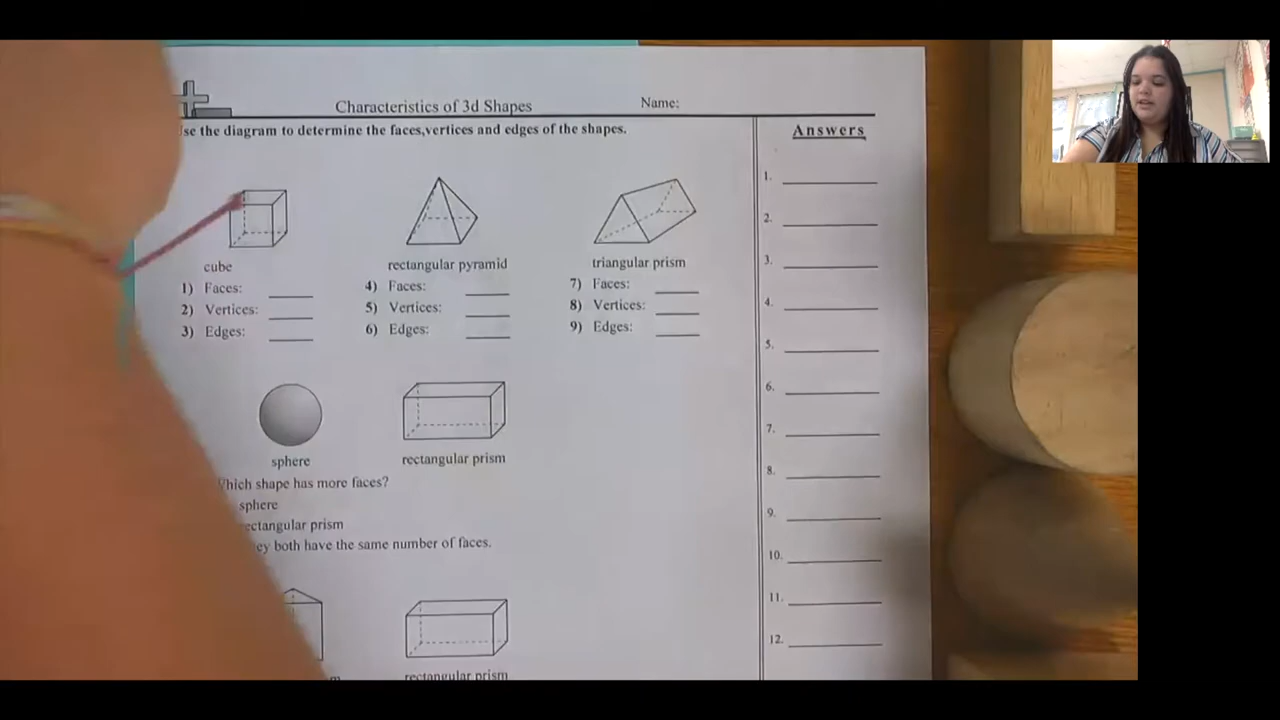 Characteristics of 3d Shapes Name:
se the diagram to determine the faces,vertices and edges of the shapes.
Answers
cube
1) Faces:
2) Vertices:
3) Edges:
rectangular pyramid
4) Faces:
5) Vertices:
6) Edges:
triangular prism
7) Faces:
8) Vertices:
9) Edges:
sphere
rectangular prism
hich shape has more faces?
sphere
ectangular prism
ey both have the same number of faces.
m
rectangular prism
1.
2.
3.
4.
5.
6.
7.
8.
9.
10.
11.
12.